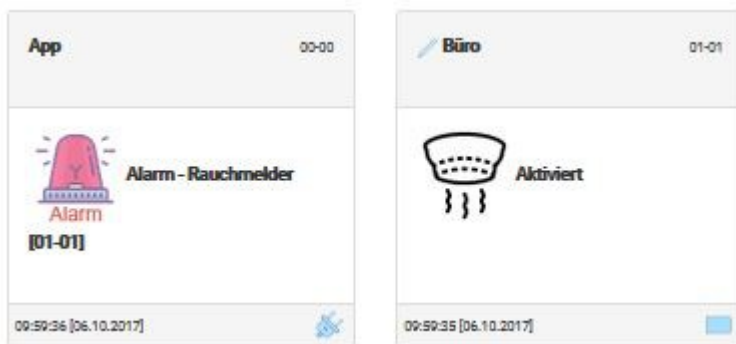 App 00-00
Alarm - Rauchmelder
Alarm
[01-01]
09:59:36 [06.10.2017]
Büro 01-01
Aktiviert
09:59:35 [06.10.2017]